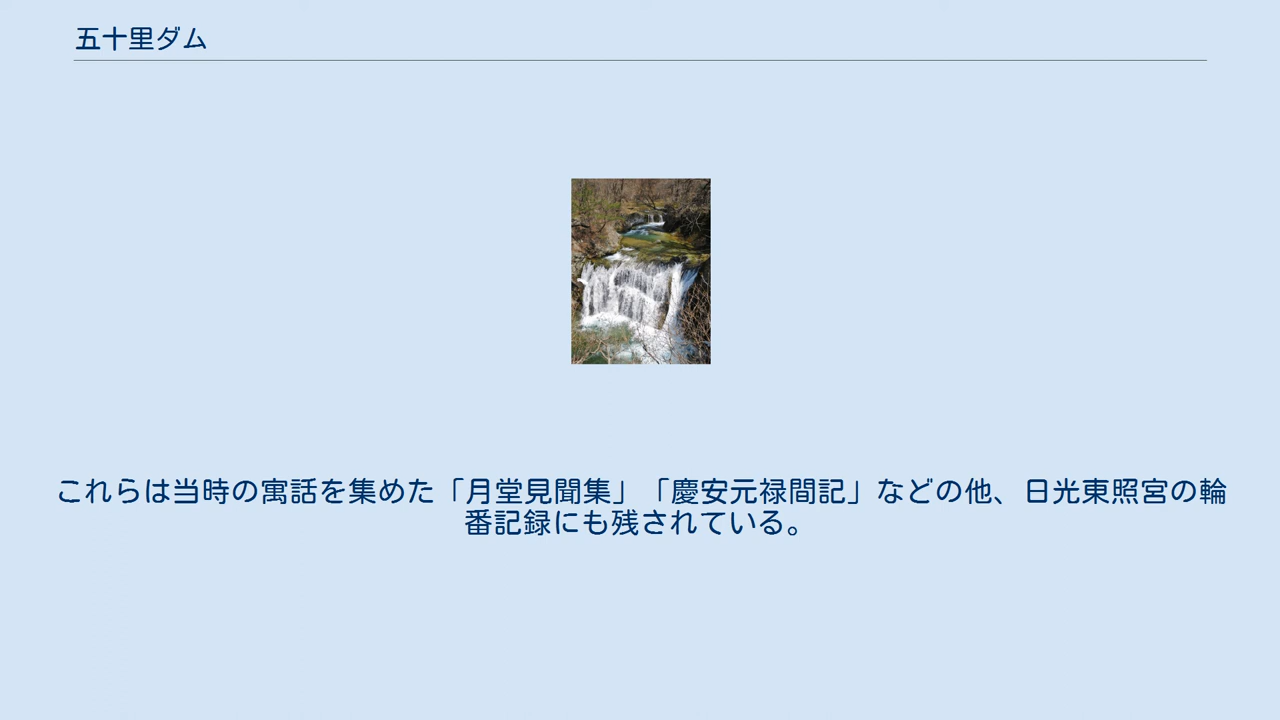 五十里ダム
これらは当時の寓話を集めた「月堂見聞集」「慶安元禄間記」などの他、日光東照宮の輪
番記録にも残されている。